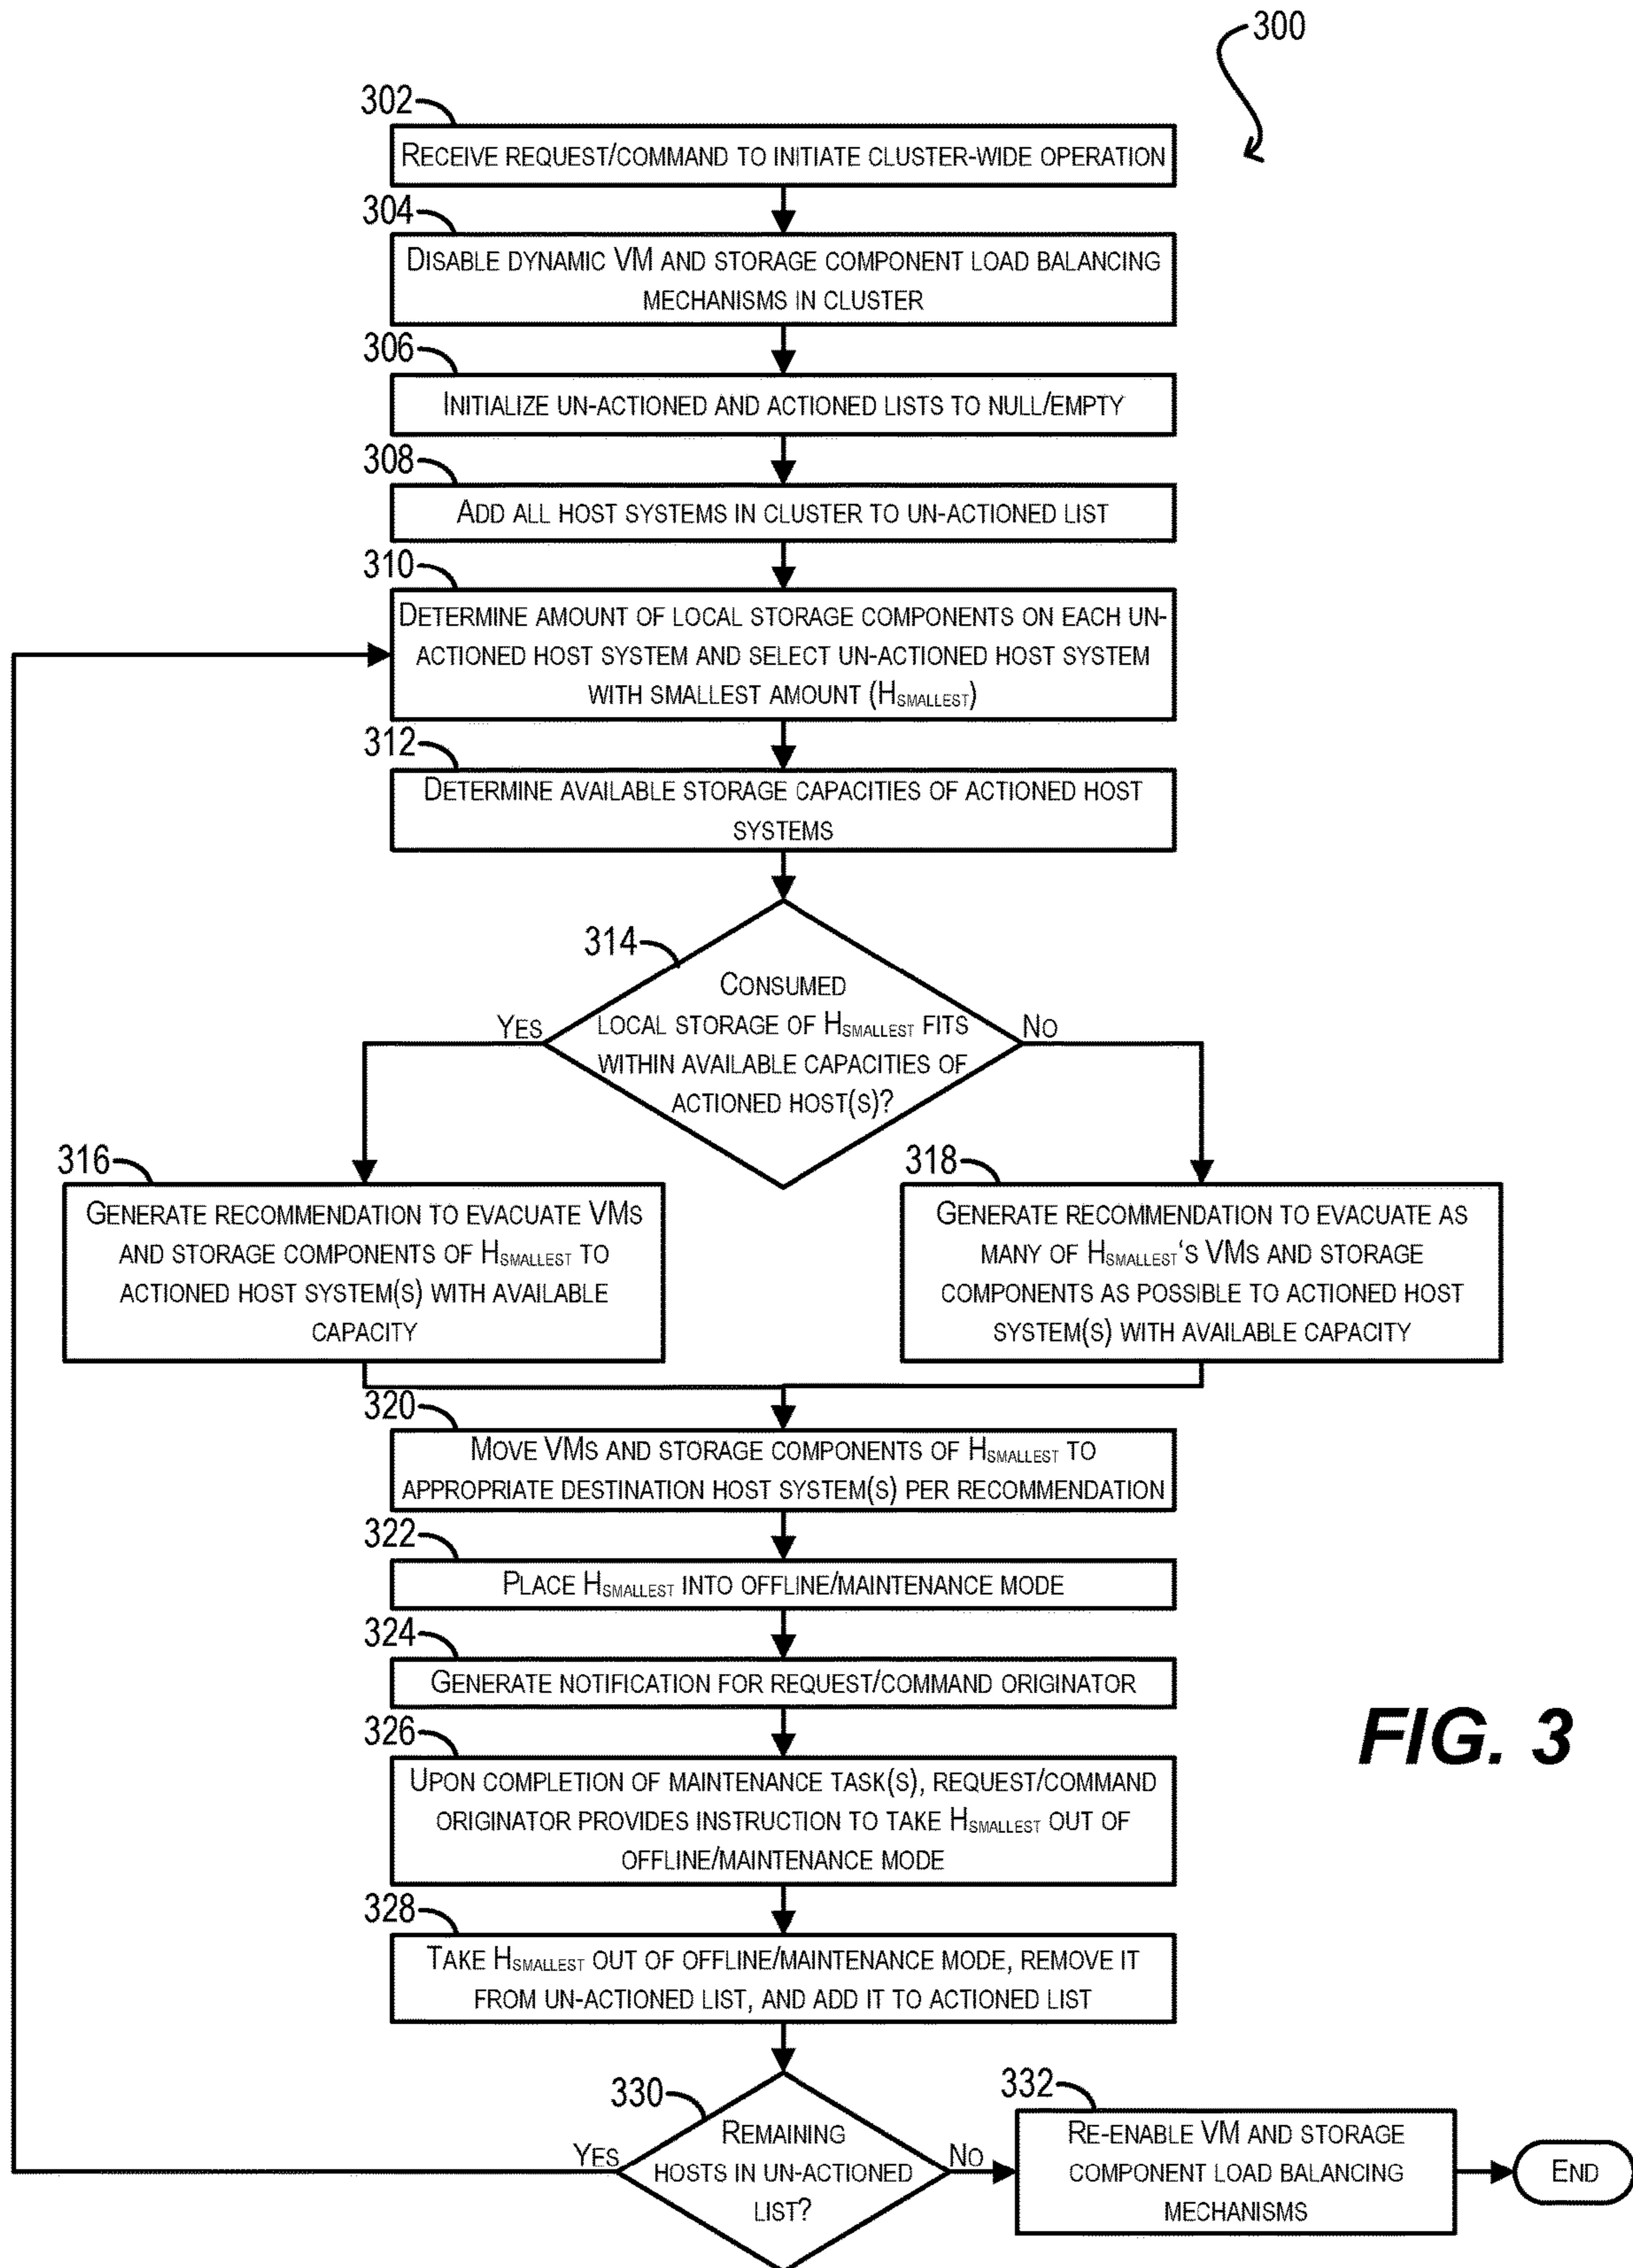 300
302
RECEIVE REQUEST/COMMAND TO INITIATE CLUSTER-WIDE OPERATION
304
DISABLE DYNAMIC VM AND STORAGE COMPONENT LOAD BALANCING
MECHANISMS IN CLUSTER
306
INITIALIZE UN-ACTIONED AND ACTIONED LISTS TO NULL/EMPTY
308
ADD ALL HOST SYSTEMS IN CLUSTER TO UN-ACTIONED LIST
310
DETERMINE AMOUNT OF LOCAL STORAGE COMPONENTS ON EACH UN-
ACTIONED HOST SYSTEM AND SELECT UN-ACTIONED HOST SYSTEM
WITH SMALLEST AMOUNT (HSMALLEST)
312
DETERMINE AVAILABLE STORAGE CAPACITIES OF ACTIONED HOST
SYSTEMS
314
CONSUMED
LOCAL STORAGE OF HSMALLEST FITS
WITHIN AVAILABLE CAPACITIES OF
ACTIONED HOST(S)?
YES
NO
316
GENERATE RECOMMENDATION TO EVACUATE VMS
AND STORAGE COMPONENTS OF HSMALLEST TO
ACTIONED HOST SYSTEM(S) WITH AVAILABLE
CAPACITY
318
GENERATE RECOMMENDATION TO EVACUATE AS
MANY OF HSMALLEST‘S VMS AND STORAGE
COMPONENTS AS POSSIBLE TO ACTIONED HOST
SYSTEM(S) WITH AVAILABLE CAPACITY
320
MOVE VMS AND STORAGE COMPONENTS OF HSMALLEST TO
APPROPRIATE DESTINATION HOST SYSTEM(S) PER RECOMMENDATION
322
PLACE HSMALLEST INTO OFFLINE/MAINTENANCE MODE
324
GENERATE NOTIFICATION FOR REQUEST/COMMAND ORIGINATOR
326
UPON COMPLETION OF MAINTENANCE TASK(S), REQUEST/COMMAND
ORIGINATOR PROVIDES INSTRUCTION TO TAKE HSMALLEST OUT OF
OFFLINE/MAINTENANCE MODE
328
TAKE HSMALLEST OUT OF OFFLINE/MAINTENANCE MODE, REMOVE IT
FROM UN-ACTIONED LIST, AND ADD IT TO ACTIONED LIST
330
REMAINING
HOSTS IN UN-ACTIONED
LIST?
YES
NO
332
RE-ENABLE VM AND STORAGE
COMPONENT LOAD BALANCING
MECHANISMS
END
FIG. 3